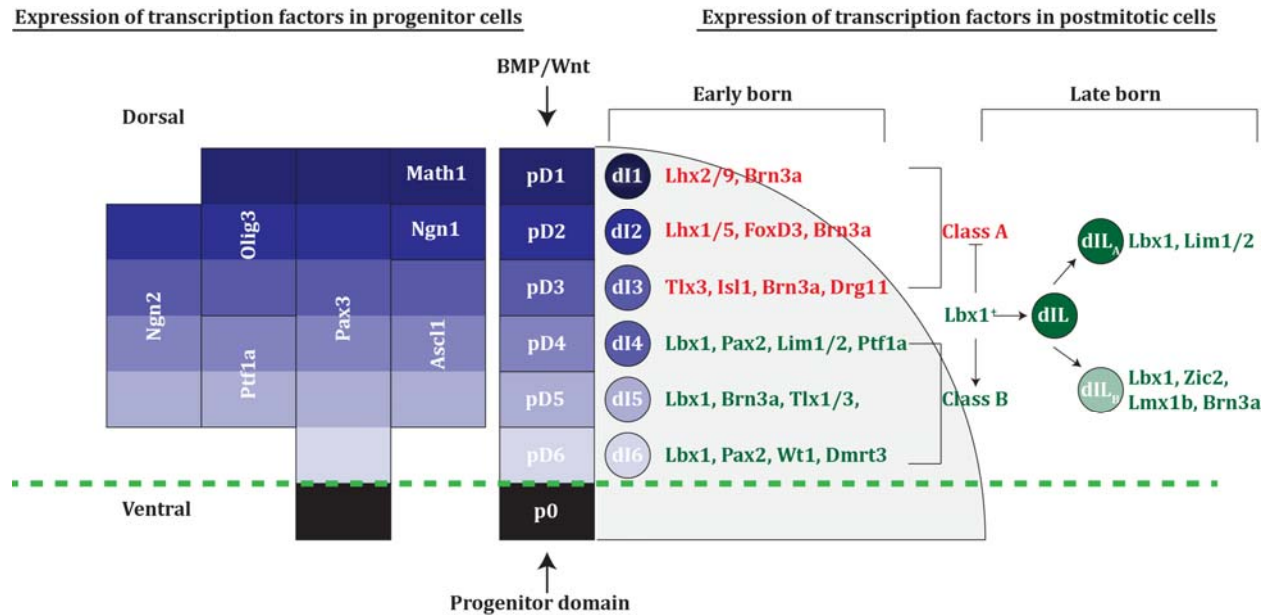 Expression of transcription factors in progenitor cells
Expression of transcription factors in postmitotic cells
BMP/Wnt
Early born
Late born
Dorsal
Math1
pD1
dI1
Lhx2/9, Brn3a
Olig3
Ngn1
pD2
dI2
Lhx1/5, FoxD3, Brn3a
Class A
dIL A
Lbx1, Lim1/2
Ngn2
Pax3
pD3
dI3
Tlx3, Isl1, Brn3a, Drg11
Lbx1⁺
dIL
Ptf1a
Ascl1
pD4
dI4
Lbx1, Pax2, Lim1/2, Ptf1a
pD5
dI5
Lbx1, Brn3a, Tlx1/3,
Class B
dIL B
Lbx1, Zic2,
Lmx1b, Brn3a
pD6
dI6
Lbx1, Pax2, Wt1, Dmrt3
Ventral
p0
Progenitor domain